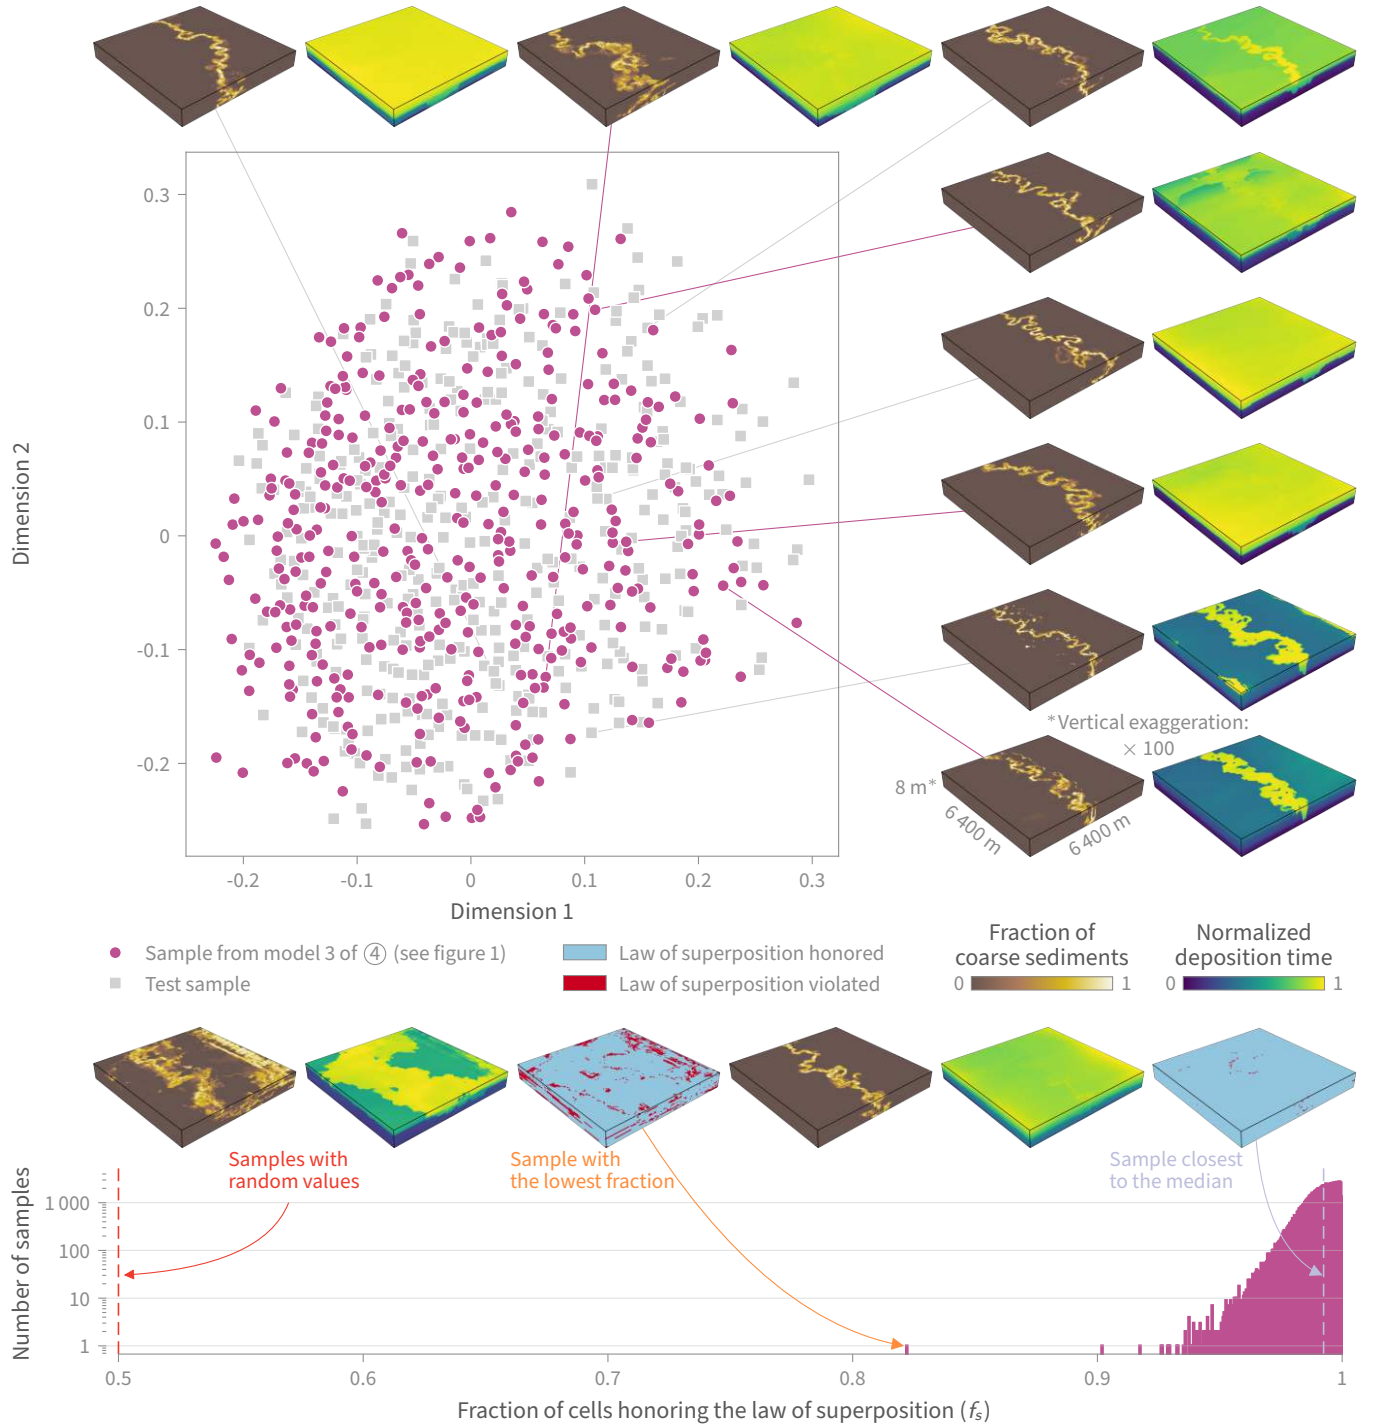 0.3
0.2
0.1
0
-0.1
-0.2
Dimension 2
-0.2
-0.1
0
0.1
0.2
0.3
Dimension 1
*Vertical exaggeration:
× 100
8 m*
6 400 m
6 400 m
Sample from model 3 of ④ (see figure 1)
Test sample
Law of superposition honored
Law of superposition violated
Fraction of
coarse sediments
0
1
Normalized
deposition time
0
1
Samples with
random values
Sample with
the lowest fraction
Sample closest
to the median
Number of samples
1 000
100
10
1
0.5
0.6
0.7
0.8
0.9
1
Fraction of cells honoring the law of superposition (fₛ)